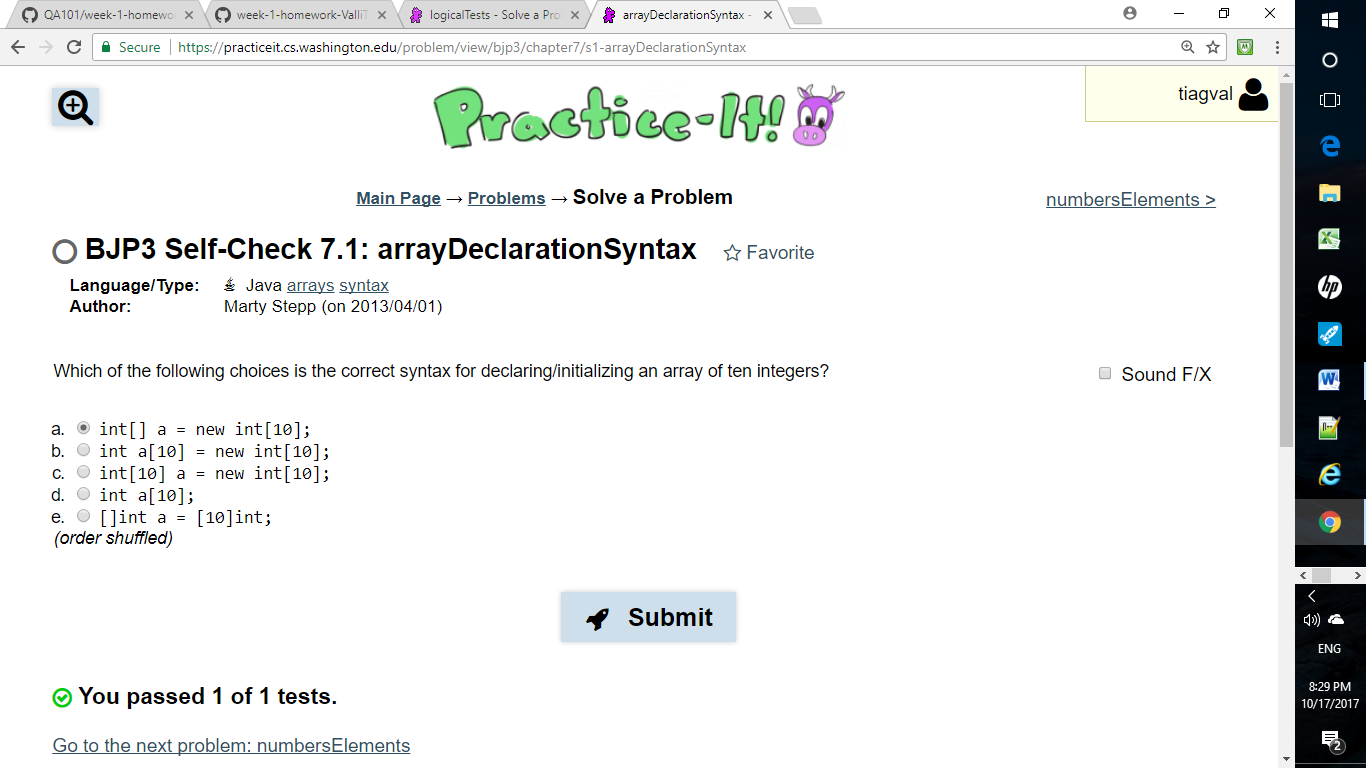 QA101/week-1-homewo
week-1-homework-ValliT
logicalTests - Solve a Pro
arrayDeclarationSyntax -
Secure
https://practiceit.cs.washington.edu/problem/view/bjp3/chapter7/s1-arrayDeclarationSyntax
Practice-It!
tiagval
Main Page → Problems → Solve a Problem
numbersElements >
BJP3 Self-Check 7.1: arrayDeclarationSyntax
Favorite
Language/Type: Java arrays syntax
Author: Marty Stepp (on 2013/04/01)
Which of the following choices is the correct syntax for declaring/initializing an array of ten integers?
Sound F/X
a. int[] a = new int[10];
b. int a[10] = new int[10];
c. int[10] a = new int[10];
d. int a[10];
e. []int a = [10]int;
(order shuffled)
Submit
You passed 1 of 1 tests.
Go to the next problem: numbersElements
hp
ENG
8:29 PM
10/17/2017
2